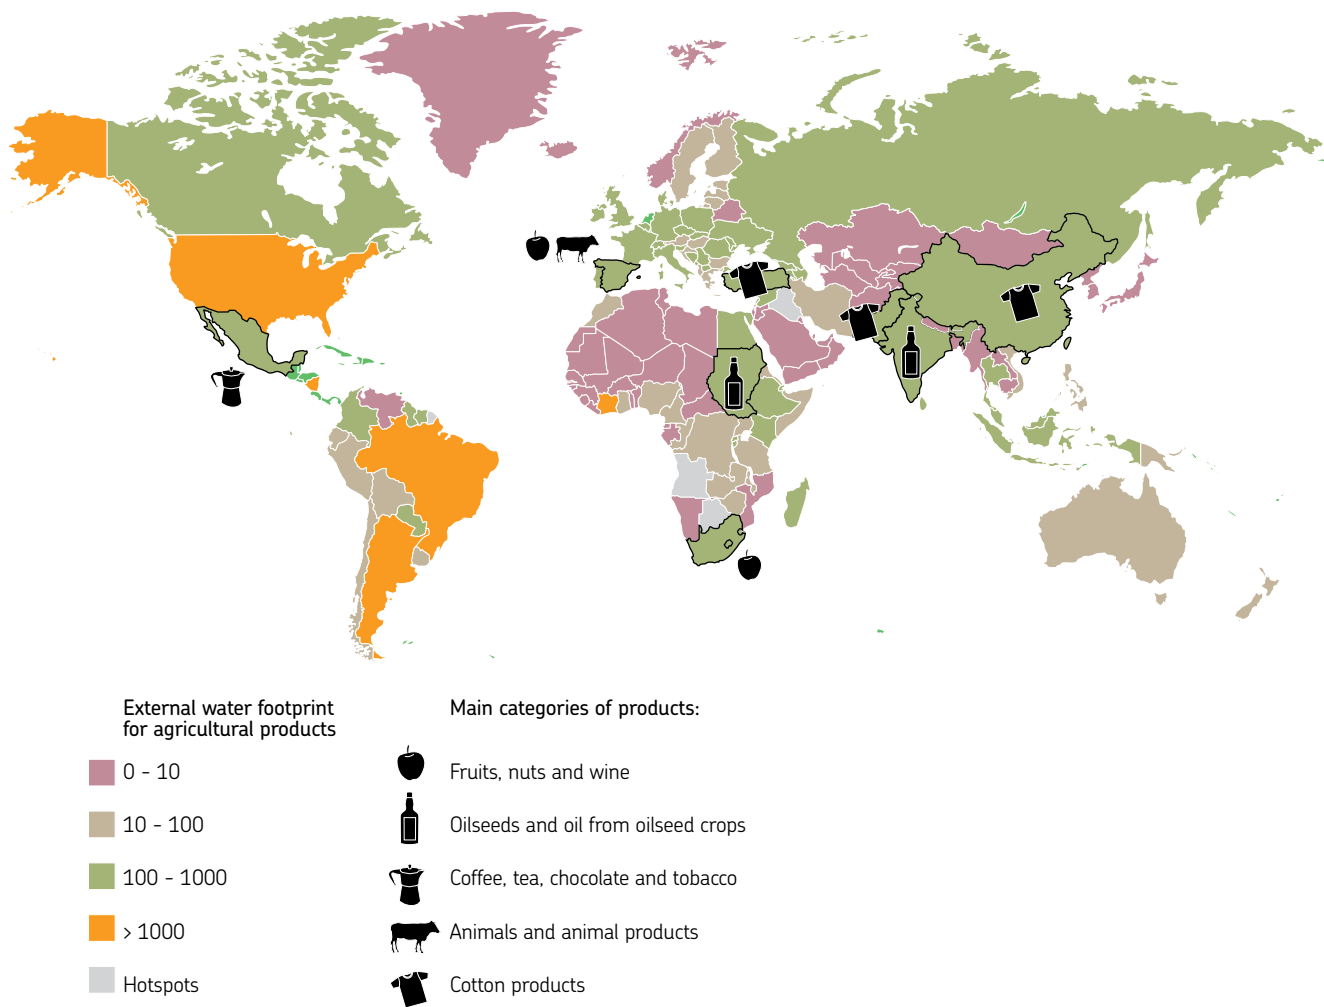 External water footprint
for agricultural products
0 - 10
10 - 100
100 - 1000
> 1000
Hotspots
Main categories of products:
Fruits, nuts and wine
Oilseeds and oil from oilseed crops
Coffee, tea, chocolate and tobacco
Animals and animal products
Cotton products